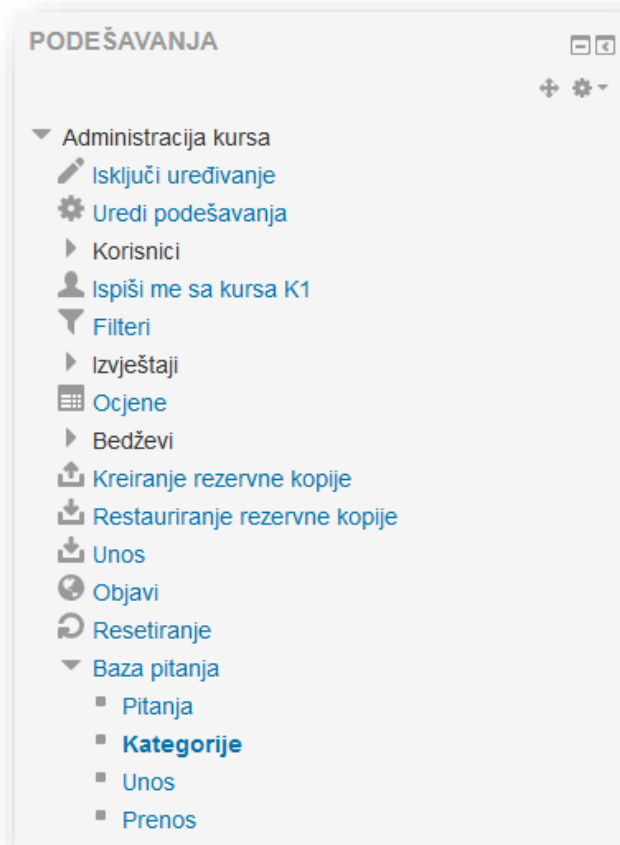 PODEŠAVANJA
Administracija kursa
Isključi uređivanje
Uredi podešavanja
Korisnici
Ispiši me sa kursa K1
Filteri
Izvještaji
Ocjene
Bedževi
Kreiranje rezervne kopije
Restauriranje rezervne kopije
Unos
Objavi
Resetiranje
Baza pitanja
Pitanja
Kategorije
Unos
Prenos